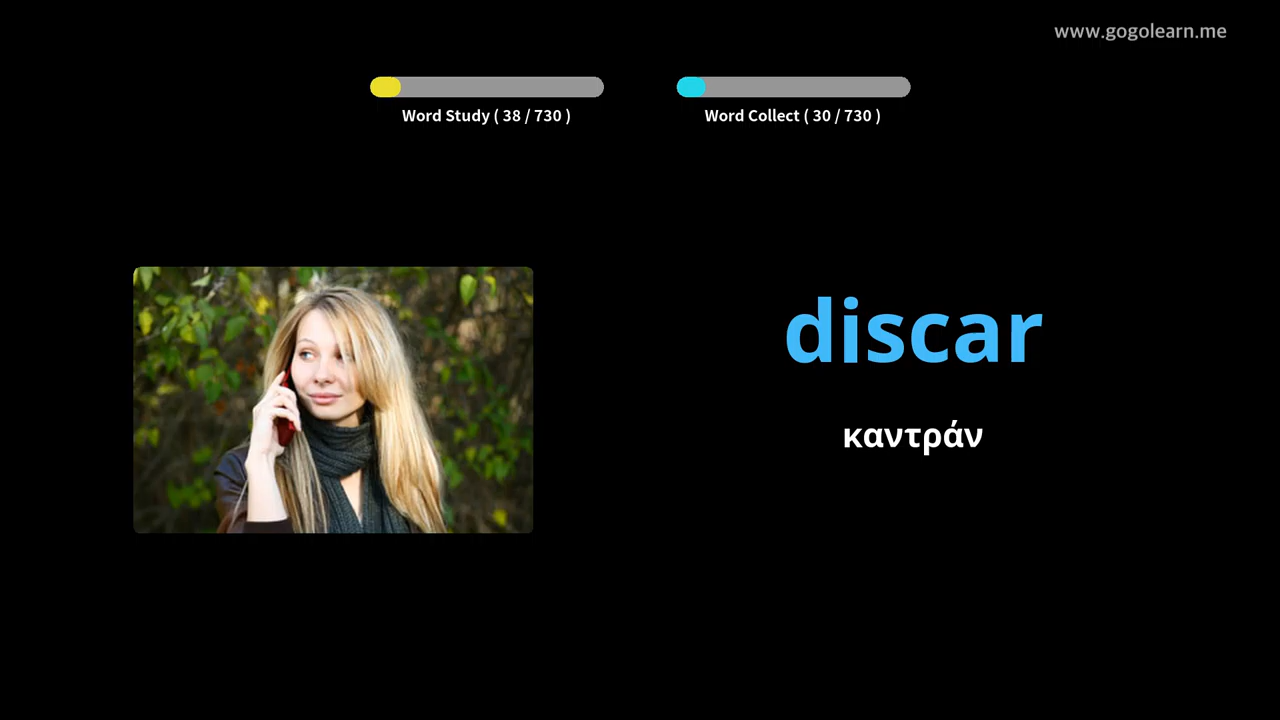 www.gogolearn.me
Word Study ( 38 / 730 )
Word Collect ( 30 / 730 )
discar
καντράν